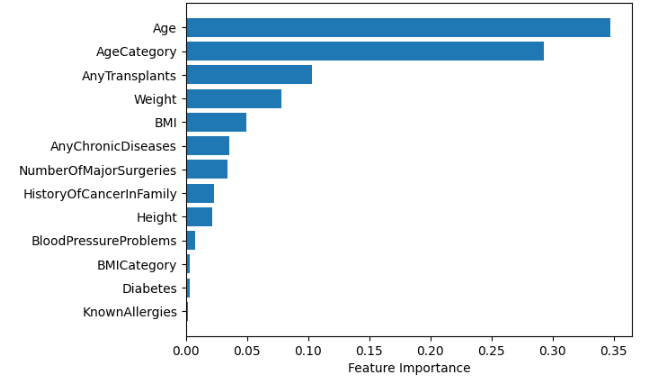 Age
AgeCategory
AnyTransplants
Weight
BMI
AnyChronicDiseases
NumberOfMajorSurgeries
HistoryOfCancerInFamily
Height
BloodPressureProblems
BMICategory
Diabetes
KnownAllergies
0.00 0.05 0.10 0.15 0.20 0.25 0.30 0.35
Feature Importance